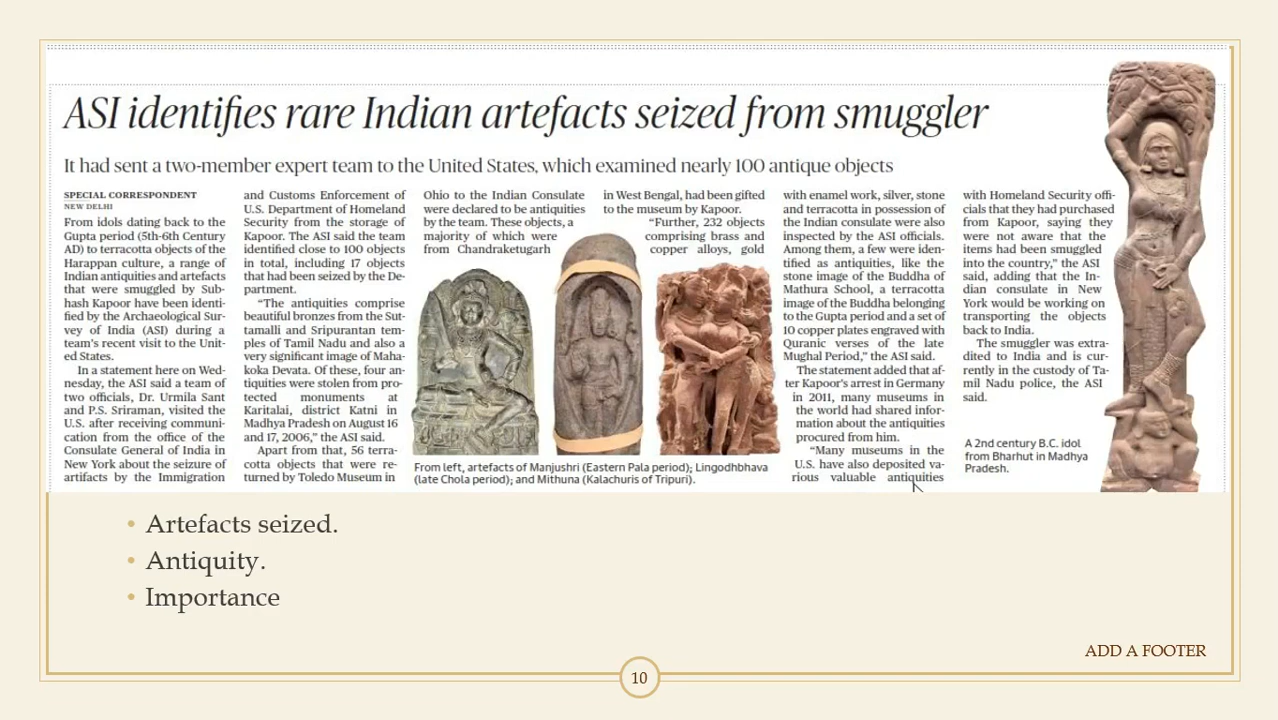 ASI identifies rare Indian artefacts seized from smuggler
It had sent a two-member expert team to the United States, which examined nearly 100 antique objects
SPECIAL CORRESPONDENT
NEW DELHI
From idols dating back to the
Gupta period (5th-6th Century
AD) to terracotta objects of the
Harappan culture, a range of
Indian antiquities and artefacts
that were smuggled by Sub-
hash Kapoor have been identi-
fied by the Archaeological Sur-
vey of India (ASI) during a
team's recent visit to the Unit-
ed States.
In a statement here on Wed-
nesday, the ASI said a team of
two officials, Dr. Urmila Sant
and P.S. Sriraman, visited the
U.S. after receiving communi-
cation from the office of the
Consulate General of India in
New York about the seizure of
artifacts by the Immigration
and Customs Enforcement of
U.S. Department of Homeland
Security from the storage of
Kapoor. The ASI said the team
identified close to 100 objects
in total, including 17 objects
that had been seized by the De-
partment.
"The antiquities comprise
beautiful bronzes from the Sut-
tamalli and Sripurantan tem-
ples of Tamil Nadu and also a
very significant image of Maha-
koka Devata. Of these, four an-
tiquities were stolen from pro-
tected monuments at
Karitalai, district Katni in
Madhya Pradesh on August 16
and 17, 2006," the ASI said.
Apart from that, 56 terra-
cotta objects that were re-
turned by Toledo Museum in
Ohio to the Indian Consulate
were declared to be antiquities
by the team. These objects, a
majority of which were
from Chandraketugarh
in West Bengal, had been gifted
to the museum by Kapoor.
"Further, 232 objects
comprising brass and
copper alloys, gold
From left, artefacts of Manjushri (Eastern Pala period); Lingodhbhava
(late Chola period); and Mithuna (Kalachuris of Tripuri).
with enamel work, silver, stone
and terracotta in possession of
the Indian consulate were also
inspected by the ASI officials.
Among them, a few were iden-
tified as antiquities, like the
stone image of the Buddha of
Mathura School, a terracotta
image of the Buddha belonging
to the Gupta period and a set of
10 copper plates engraved with
Quranic verses of the late
Mughal Period," the ASI said.
The statement added that af-
ter Kapoor's arrest in Germany
in 2011, many museums in
the world had shared infor-
mation about the antiquities
procured from him.
"Many museums in the
U.S. have also deposited va-
rious valuable antiquities
with Homeland Security offi-
cials that they had purchased
from Kapoor, saying they
were not aware that the
items had been smuggled
into the country," the ASI
said, adding that the In-
dian consulate in New
York would be working on
transporting the objects
back to India.
The smuggler was extra-
dited to India and is cur-
rently in the custody of Ta-
mil Nadu police, the ASI
said.
A 2nd century B.C. idol
from Bharhut in Madhya
Pradesh.
• Artefacts seized.
• Antiquity.
• Importance
ADD A FOOTER
10